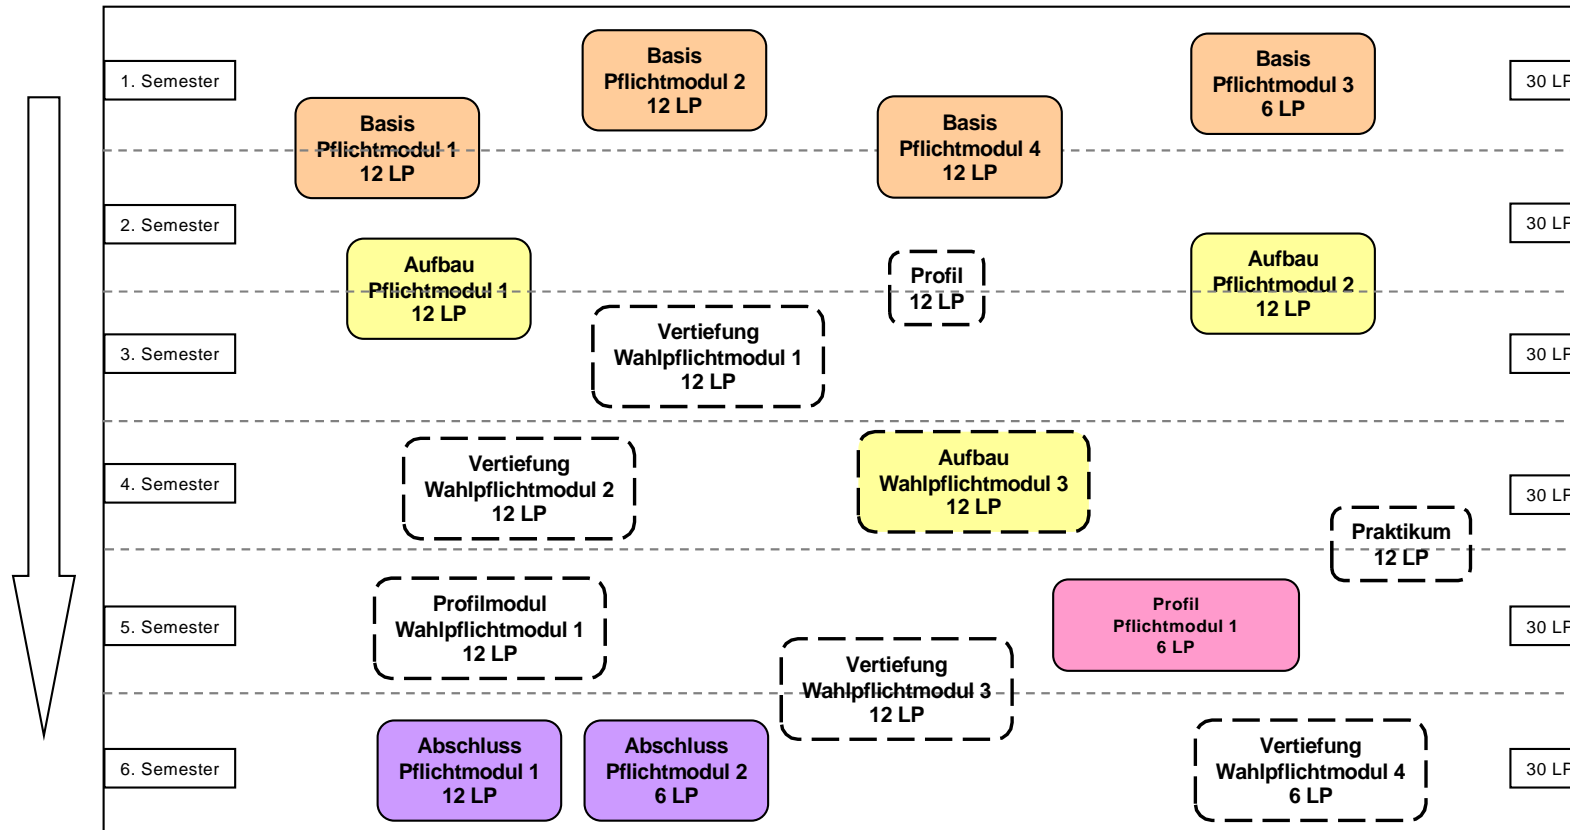 1. Semester
Basis
Pflichtmodul 2
12 LP
Basis
Pflichtmodul 3
6 LP
30 LP
Basis
Pflichtmodul 1
12 LP
Basis
Pflichtmodul 4
12 LP
2. Semester
30 LP
Aufbau
Pflichtmodul 1
12 LP
Profil
12 LP
Aufbau
Pflichtmodul 2
12 LP
3. Semester
Vertiefung
Wahlpflichtmodul 1
12 LP
30 LP
4. Semester
Vertiefung
Wahlpflichtmodul 2
12 LP
Aufbau
Wahlpflichtmodul 3
12 LP
30 LP
Praktikum
12 LP
5. Semester
Profilmodul
Wahlpflichtmodul 1
12 LP
Profil
Pflichtmodul 1
6 LP
30 LP
Vertiefung
Wahlpflichtmodul 3
12 LP
6. Semester
Abschluss
Pflichtmodul 1
12 LP
Abschluss
Pflichtmodul 2
6 LP
Vertiefung
Wahlpflichtmodul 4
6 LP
30 LP